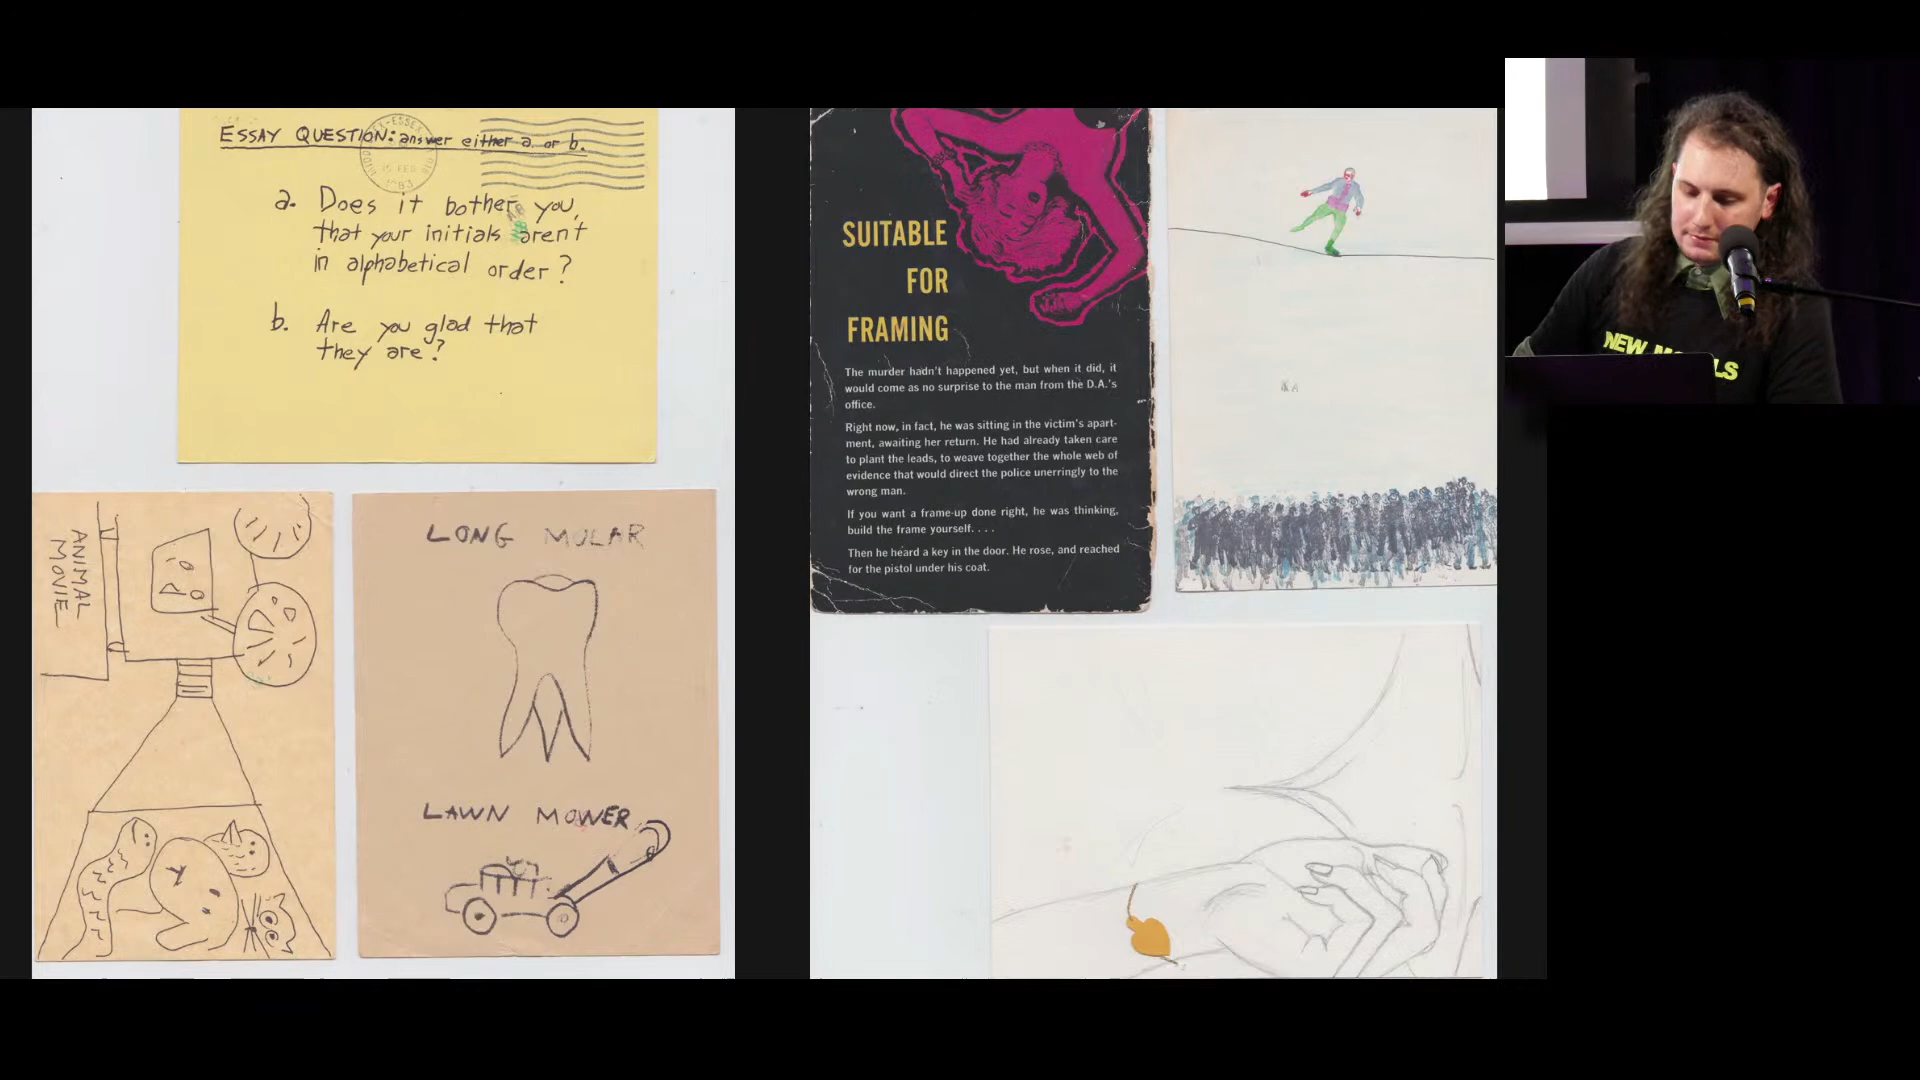 ESSAY QUESTION: answer either a. or b.
a. Does it bother you,
that your initials aren't
in alphabetical order?
b. Are you glad that
they are?
ANIMAL
MOVIE
LONG MOLAR
LAWN MOWER
SUITABLE
FOR
FRAMING
The murder hadn't happened yet, but when it did, it
would come as no surprise to the man from the D.A.'s
office.
Right now, in fact, he was sitting in the victim's apart-
ment, awaiting her return. He had already taken care
to plant the leads, to weave together the whole web of
evidence that would direct the police unerringly to the
wrong man.
If you want a frame-up done right, he was thinking,
build the frame yourself. . . .
Then he heard a key in the door. He rose, and reached
for the pistol under his coat.
NEW